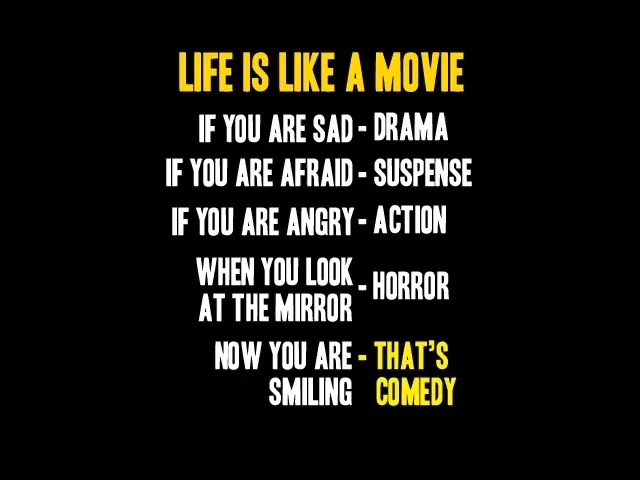 LIFE IS LIKE A MOVIE
IF YOU ARE SAD - DRAMA
IF YOU ARE AFRAID - SUSPENSE
IF YOU ARE ANGRY - ACTION
WHEN YOU LOOK
AT THE MIRROR - HORROR
NOW YOU ARE - THAT'S
SMILING COMEDY